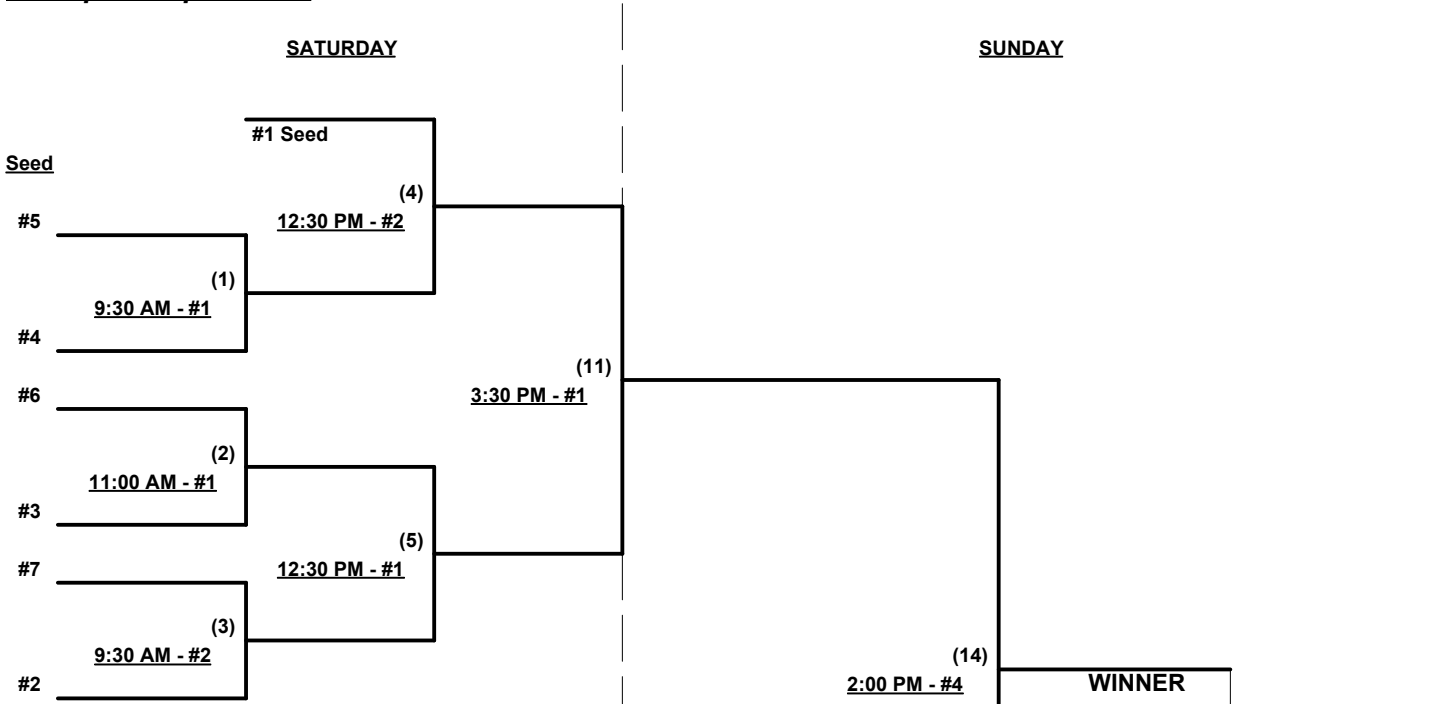 SATURDAY
SUNDAY
#1 Seed
Seed
(4)
#5
12:30 PM - #2
(1)
9:30 AM - #1
#4
(11)
#6
3:30 PM - #1
(2)
11:00 AM - #1
#3
(5)
#7
12:30 PM - #1
(3)
9:30 AM - #2
(14)
#2
2:00 PM - #4
WINNER